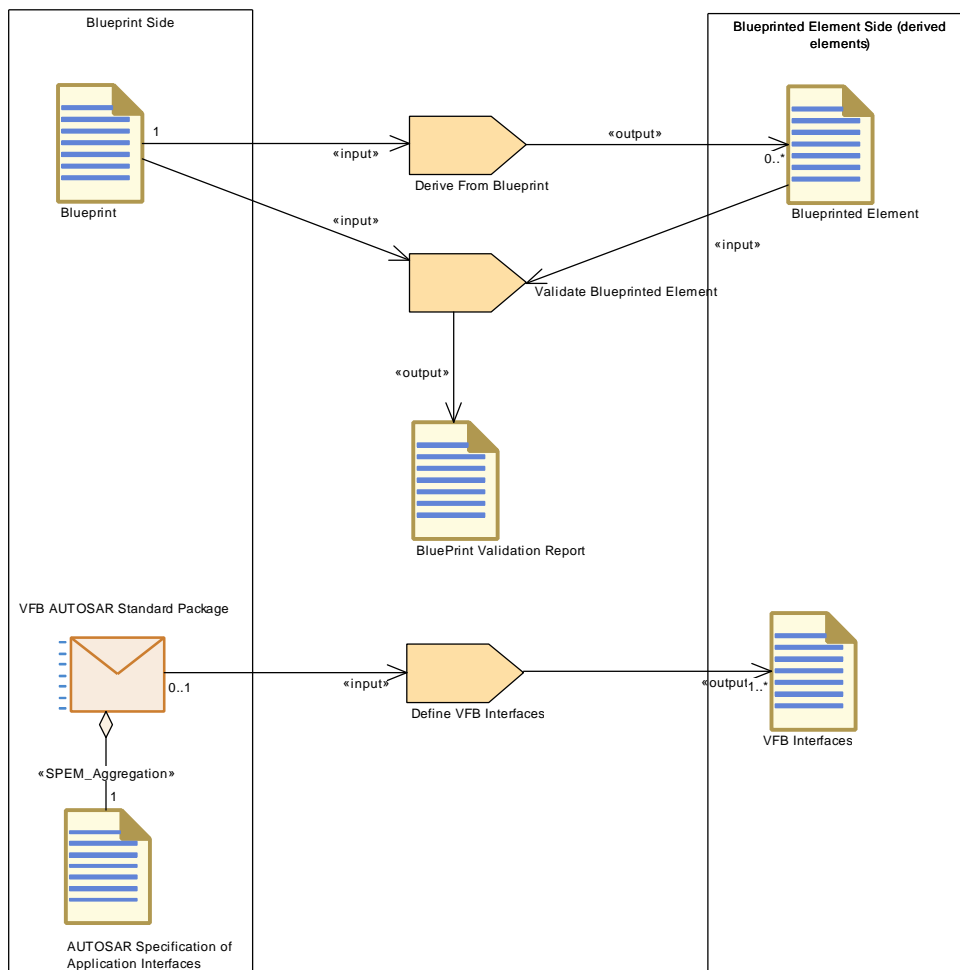 Blueprint Side
Blueprinted Element Side (derived
elements)
1
«input»
«output»
0..*
Derive From Blueprint
Blueprint
Blueprinted Element
«input»
«input»
Validate Blueprinted Element
«output»
BluePrint Validation Report
VFB AUTOSAR Standard Package
0..1
«input»
«output»
1..*
Define VFB Interfaces
VFB Interfaces
«SPEM_Aggregation»
1
AUTOSAR Specification of
Application Interfaces